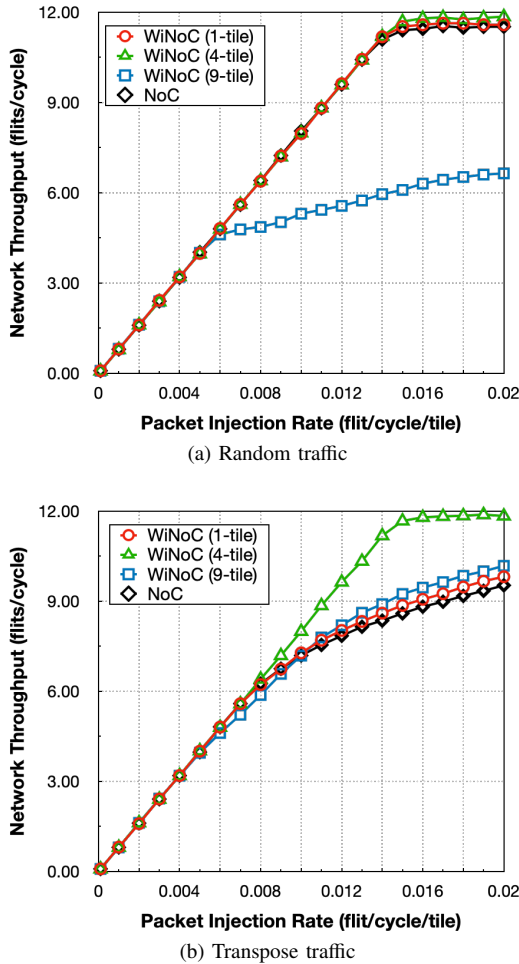 12.00
9.00
6.00
3.00
0.00
Network Throughput (flits/cycle)
WiNoC (1-tile)
WiNoC (4-tile)
WiNoC (9-tile)
NoC
0 0.004 0.008 0.012 0.016 0.02
Packet Injection Rate (flit/cycle/tile)
(a) Random traffic
12.00
9.00
6.00
3.00
0.00
Network Throughput (flits/cycle)
WiNoC (1-tile)
WiNoC (4-tile)
WiNoC (9-tile)
NoC
0 0.004 0.008 0.012 0.016 0.02
Packet Injection Rate (flit/cycle/tile)
(b) Transpose traffic